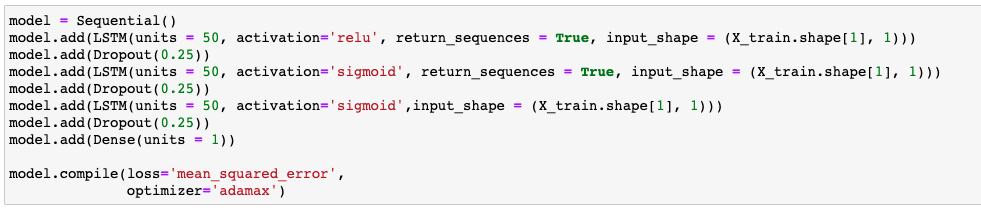 model = Sequential()
model.add(LSTM(units = 50, activation='relu', return_sequences = True, input_shape = (X_train.shape[1], 1)))
model.add(Dropout(0.25))
model.add(LSTM(units = 50, activation='sigmoid', return_sequences = True, input_shape = (X_train.shape[1], 1)))
model.add(Dropout(0.25))
model.add(LSTM(units = 50, activation='sigmoid',input_shape = (X_train.shape[1], 1)))
model.add(Dropout(0.25))
model.add(Dense(units = 1))

model.compile(loss='mean_squared_error',
              optimizer='adamax')